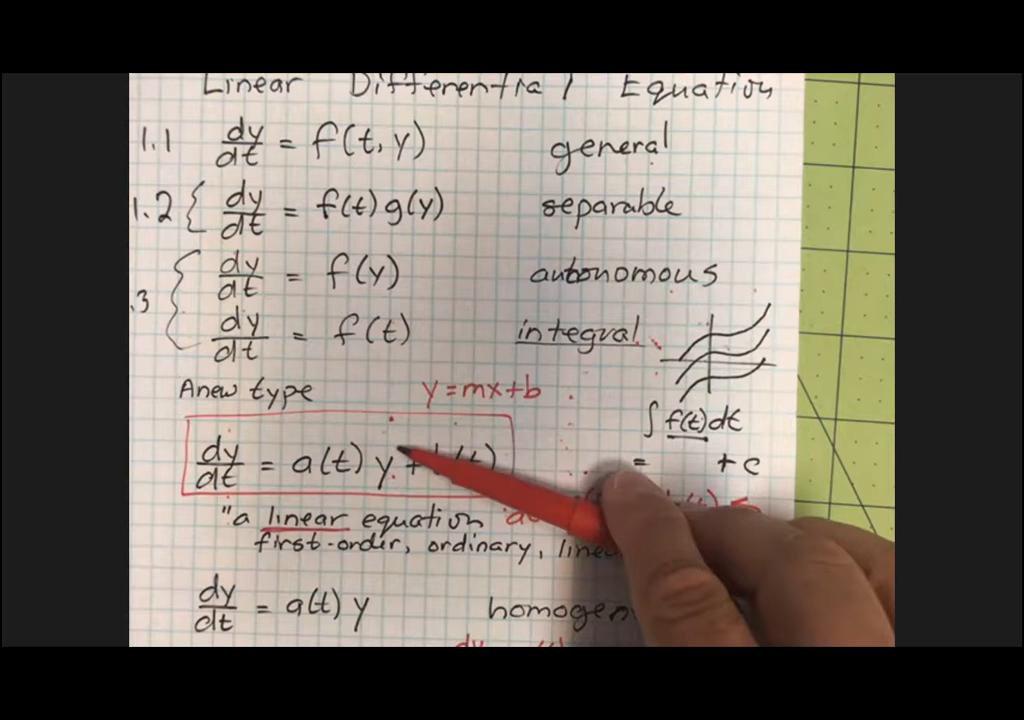 Linear Differential Equation
1.1 dy/dt = f(t, y) general
1.2 { dy/dt = f(t) g(y) separable
.3 { dy/dt = f(y) autonomous
dy/dt = f(t) integral
A new type y = mx + b
∫ f(t) dt
= + c
dy/dt = a(t) y + (t)
"a linear equation
first-order, ordinary,
dy/dt = a(t) y